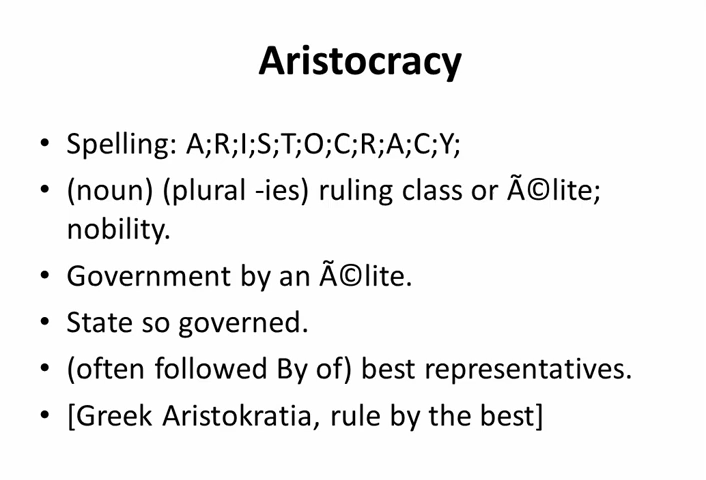 Aristocracy
• Spelling: A;R;I;S;T;O;C;R;A;C;Y;
• (noun) (plural -ies) ruling class or Ã©lite;
nobility.
• Government by an Ã©lite.
• State so governed.
• (often followed By of) best representatives.
• [Greek Aristokratia, rule by the best]